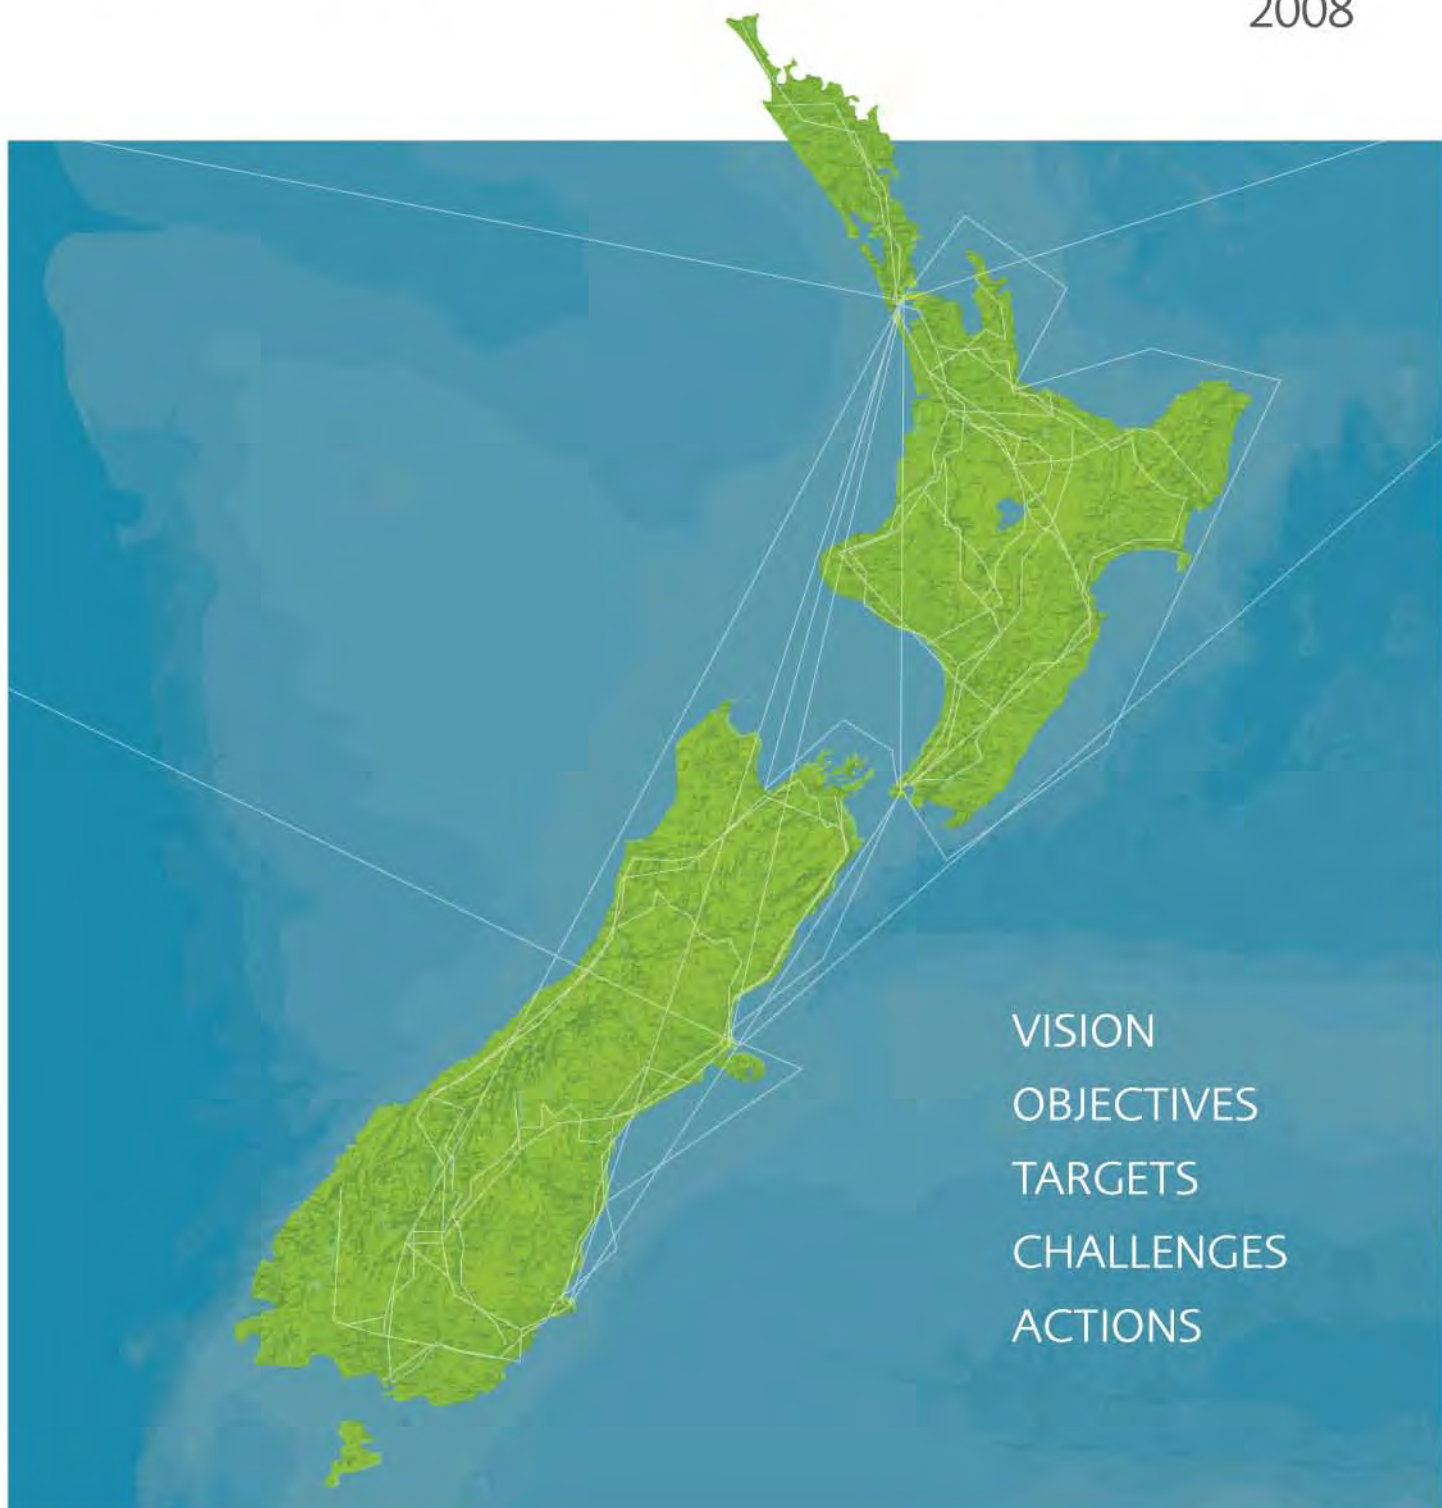 2008
VISION
OBJECTIVES
TARGETS
CHALLENGES
ACTIONS